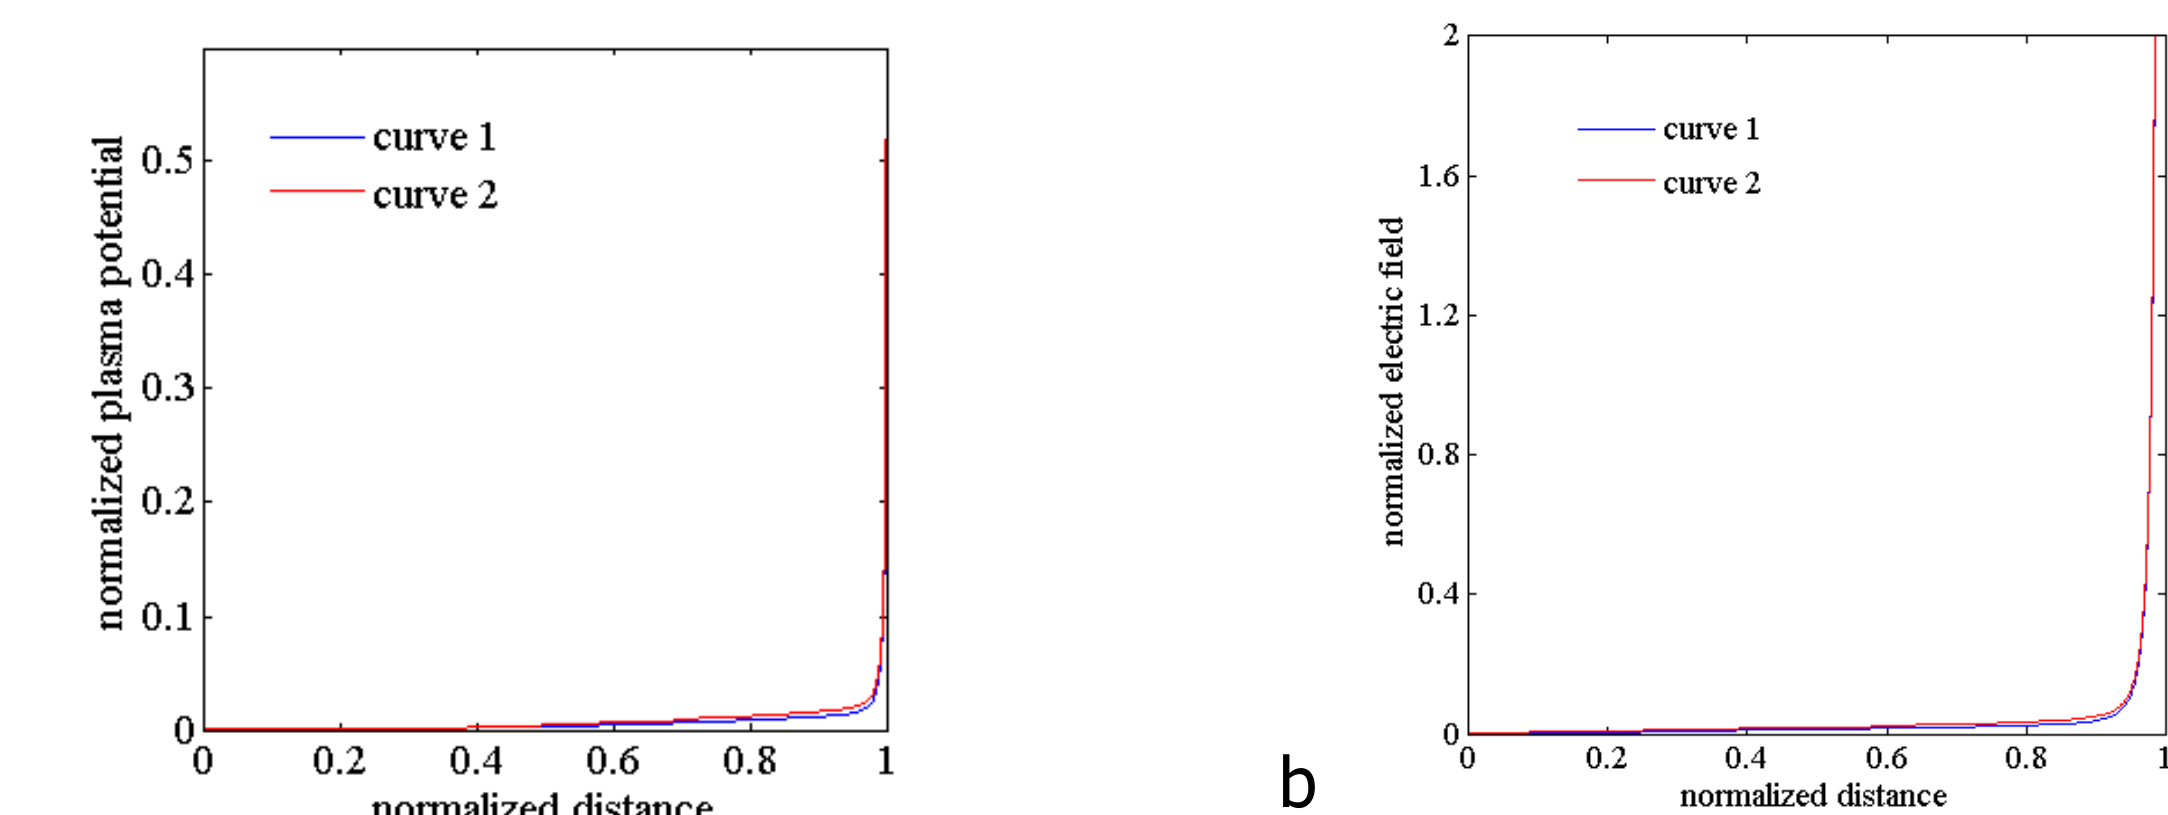 normalized plasma potential
0.5
0.4
0.3
0.2
0.1
0
curve 1
curve 2
0 0.2 0.4 0.6 0.8 1
normalized distance
b
normalized electric field
2
1.6
1.2
0.8
0.4
0
curve 1
curve 2
0 0.2 0.4 0.6 0.8 1
normalized distance